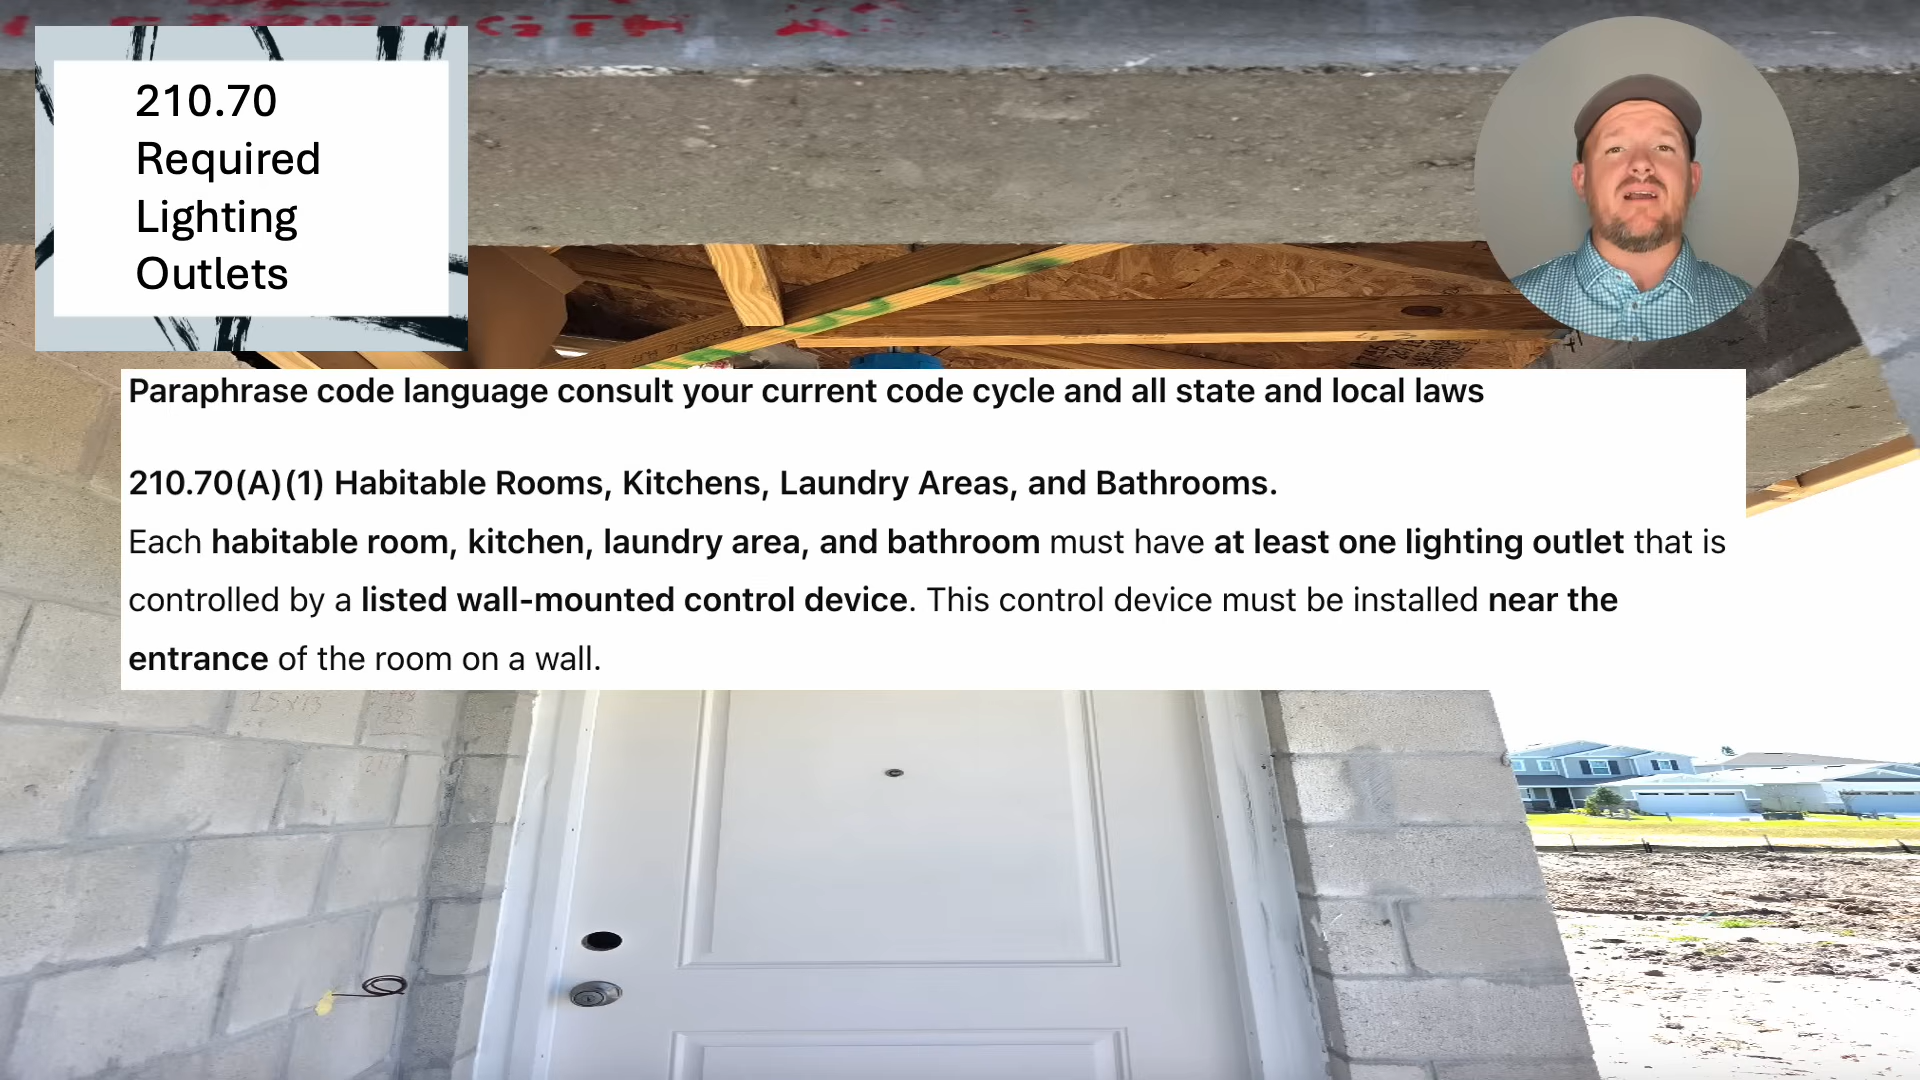 210.70
Required
Lighting
Outlets
Paraphrase code language consult your current code cycle and all state and local laws
210.70(A)(1) Habitable Rooms, Kitchens, Laundry Areas, and Bathrooms.
Each habitable room, kitchen, laundry area, and bathroom must have at least one lighting outlet that is
controlled by a listed wall-mounted control device. This control device must be installed near the
entrance of the room on a wall.